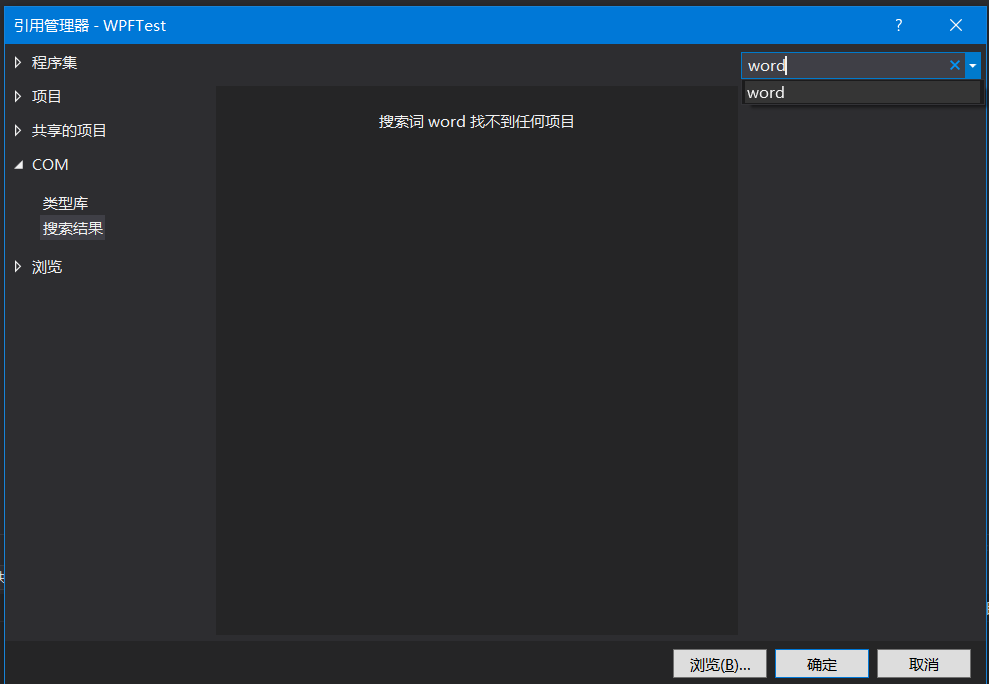 引用管理器 - WPFTest
?
程序集
项目
共享的项目
COM
类型库
搜索结果
浏览
搜索词 word 找不到任何项目
word
word
浏览(B)...
确定
取消